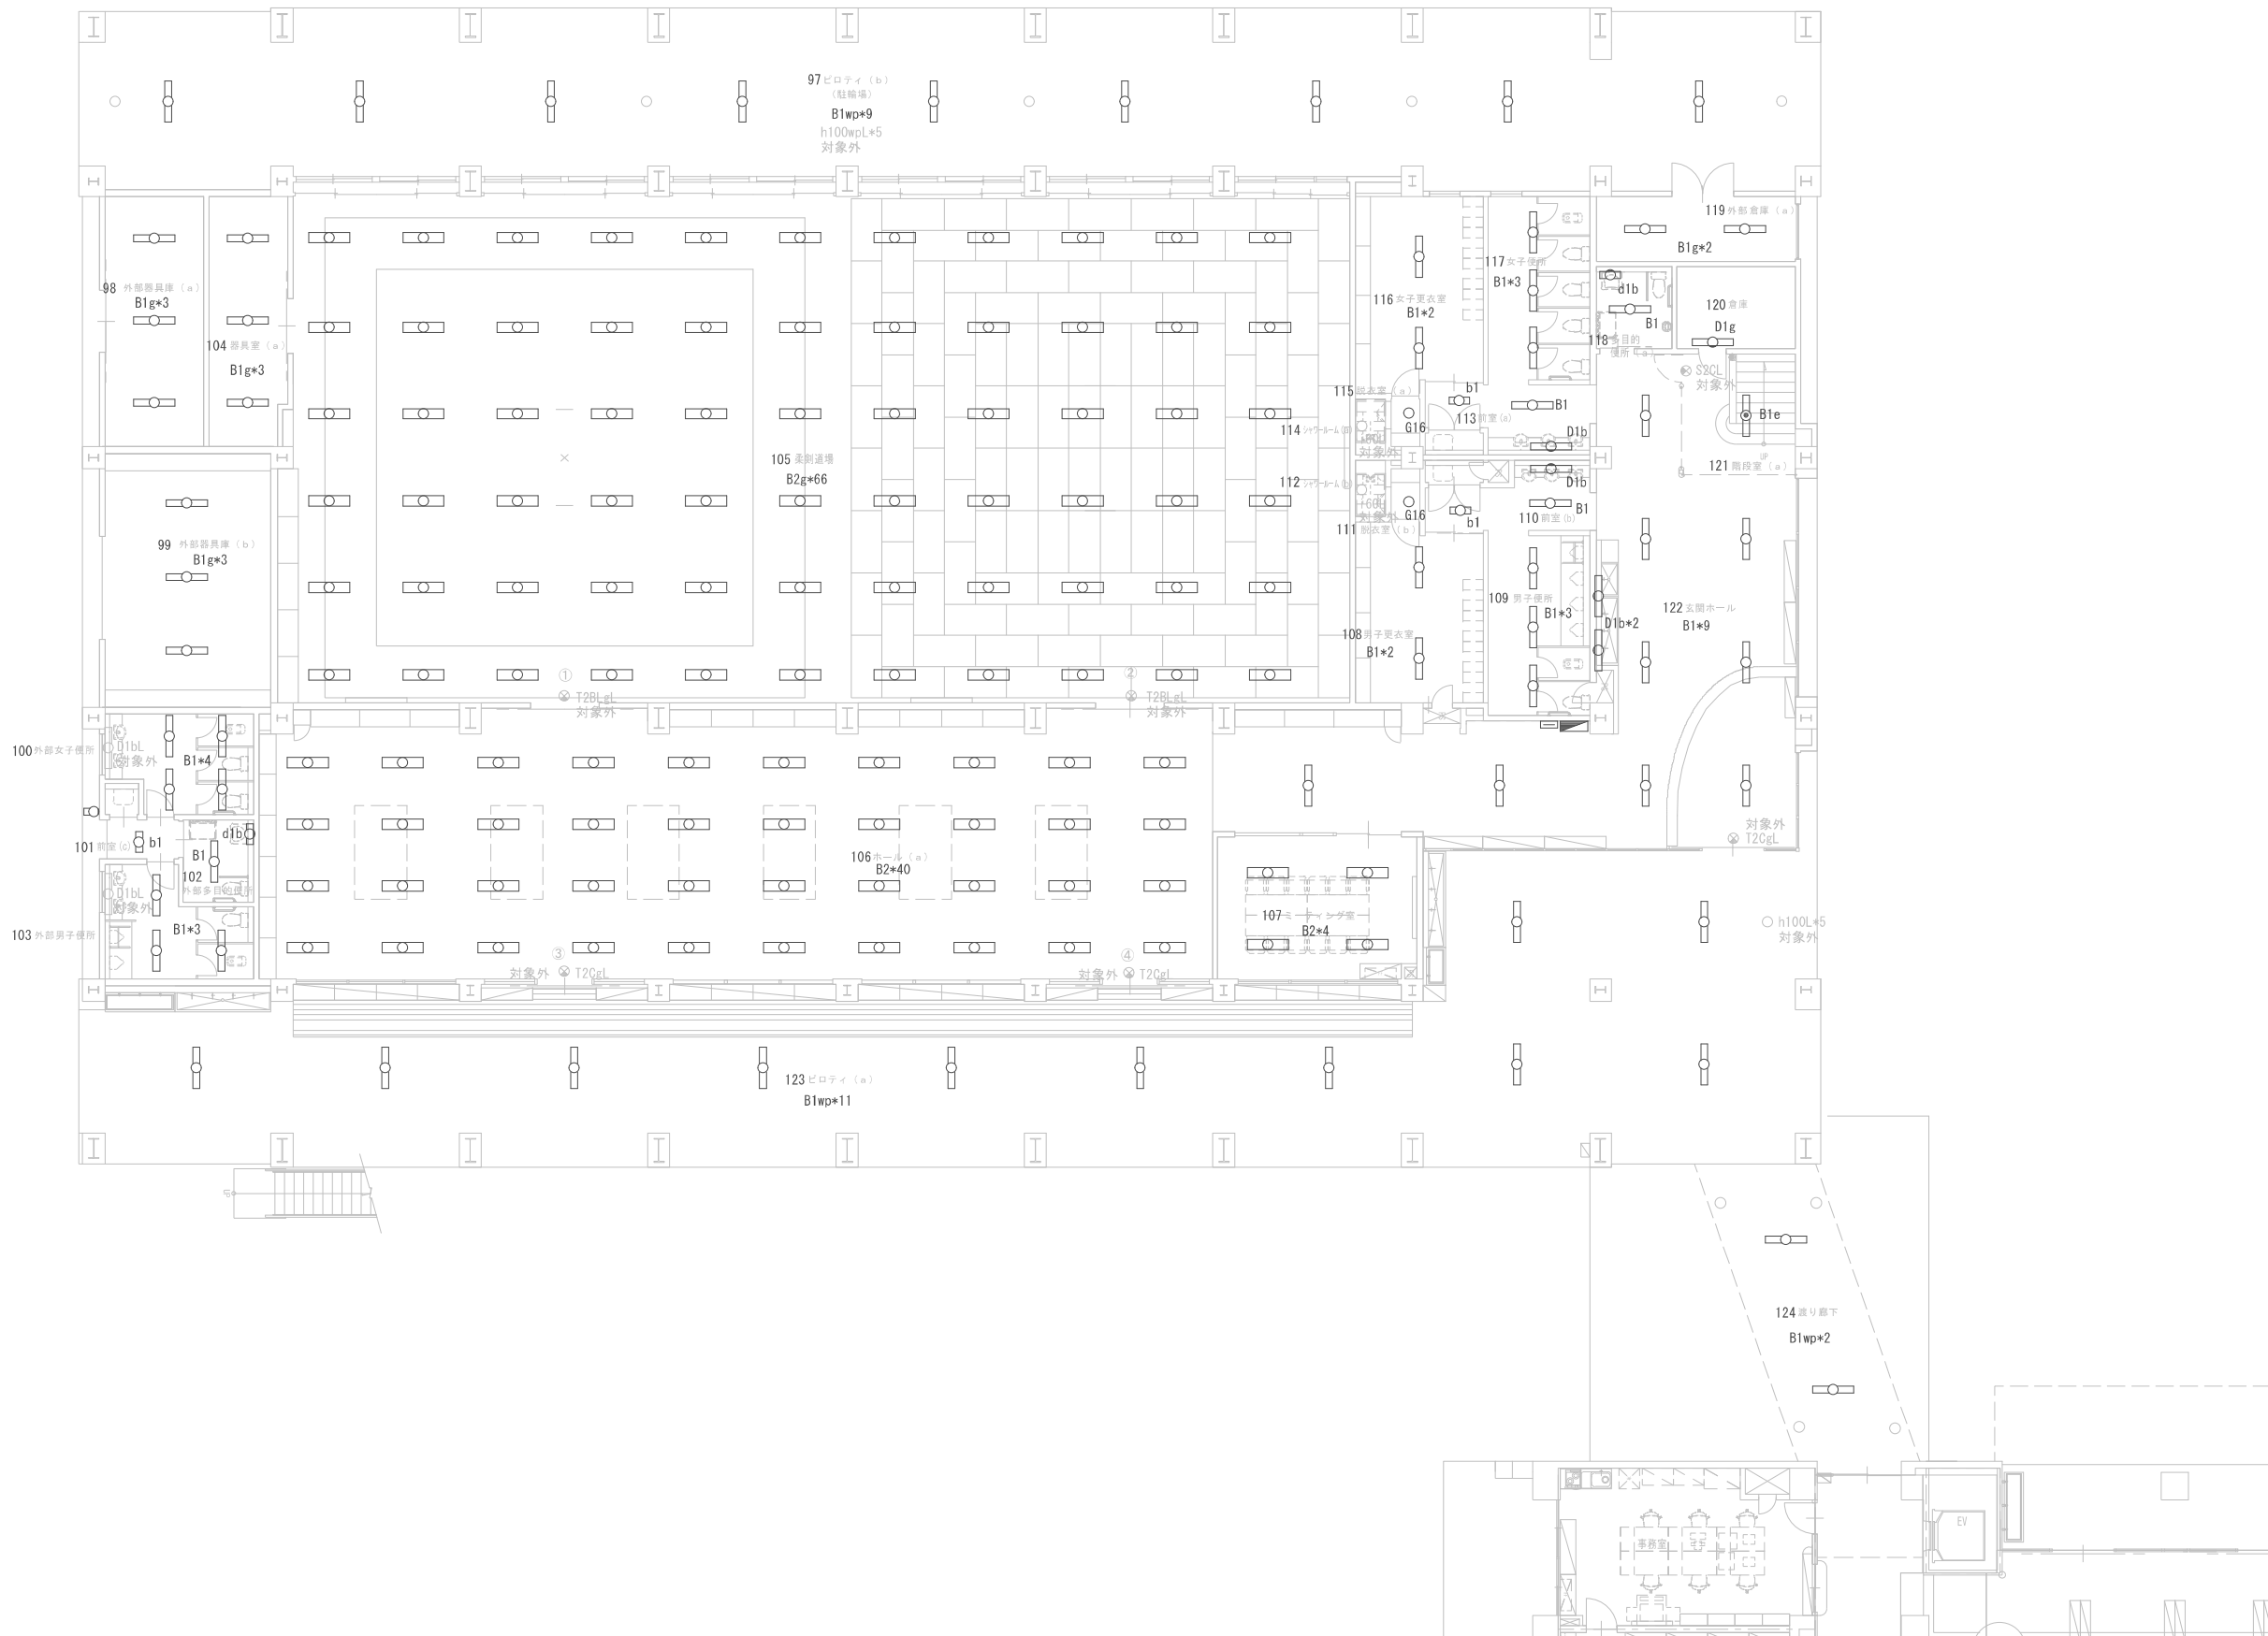 97 ピロティ（b）
（駐輪場）
B1wp*9
h100wpL*5
対象外
119 外部倉庫（a）
B1g*2
98 外部器具庫（a）
B1g*3
104 器具室（a）
B1g*3
117 女子便所
B1*3
116 女子更衣室
B1*2
d1b
B1
118 多目的
便所（a）
120 倉庫
D1g
S2CL
対象外
115 脱衣室（a）
b1
113 前室(a)
B1
B1e
114 シャワールーム(a)
G16
対象外
D1b
105 柔剣道場
B2g*66
121 階段室（a）
UP
112 シャワールーム(b)
対象外
G16
b1
D1b
B1
110 前室(b)
111 脱衣室（b）
99 外部器具庫（b）
B1g*3
109 男子便所
B1*3
D1b*2
122 玄関ホール
B1*9
108 男子更衣室
B1*2
①
T2BLgL
対象外
②
T2BLgL
対象外
100 外部女子便所
D1bL
対象外
B1*4
101 前室(c)
b1
d1b
B1
102
外部多目的便所
D1bL
対象外
103 外部男子便所
B1*3
106 ホール（a）
B2*40
対象外
T2CgL
107 ミーティング室
B2*4
h100L*5
対象外
③
対象外 T2CgL
④
対象外 T2CgL
123 ピロティ（a）
B1wp*11
UP
124 渡り廊下
B1wp*2
事務室
EV